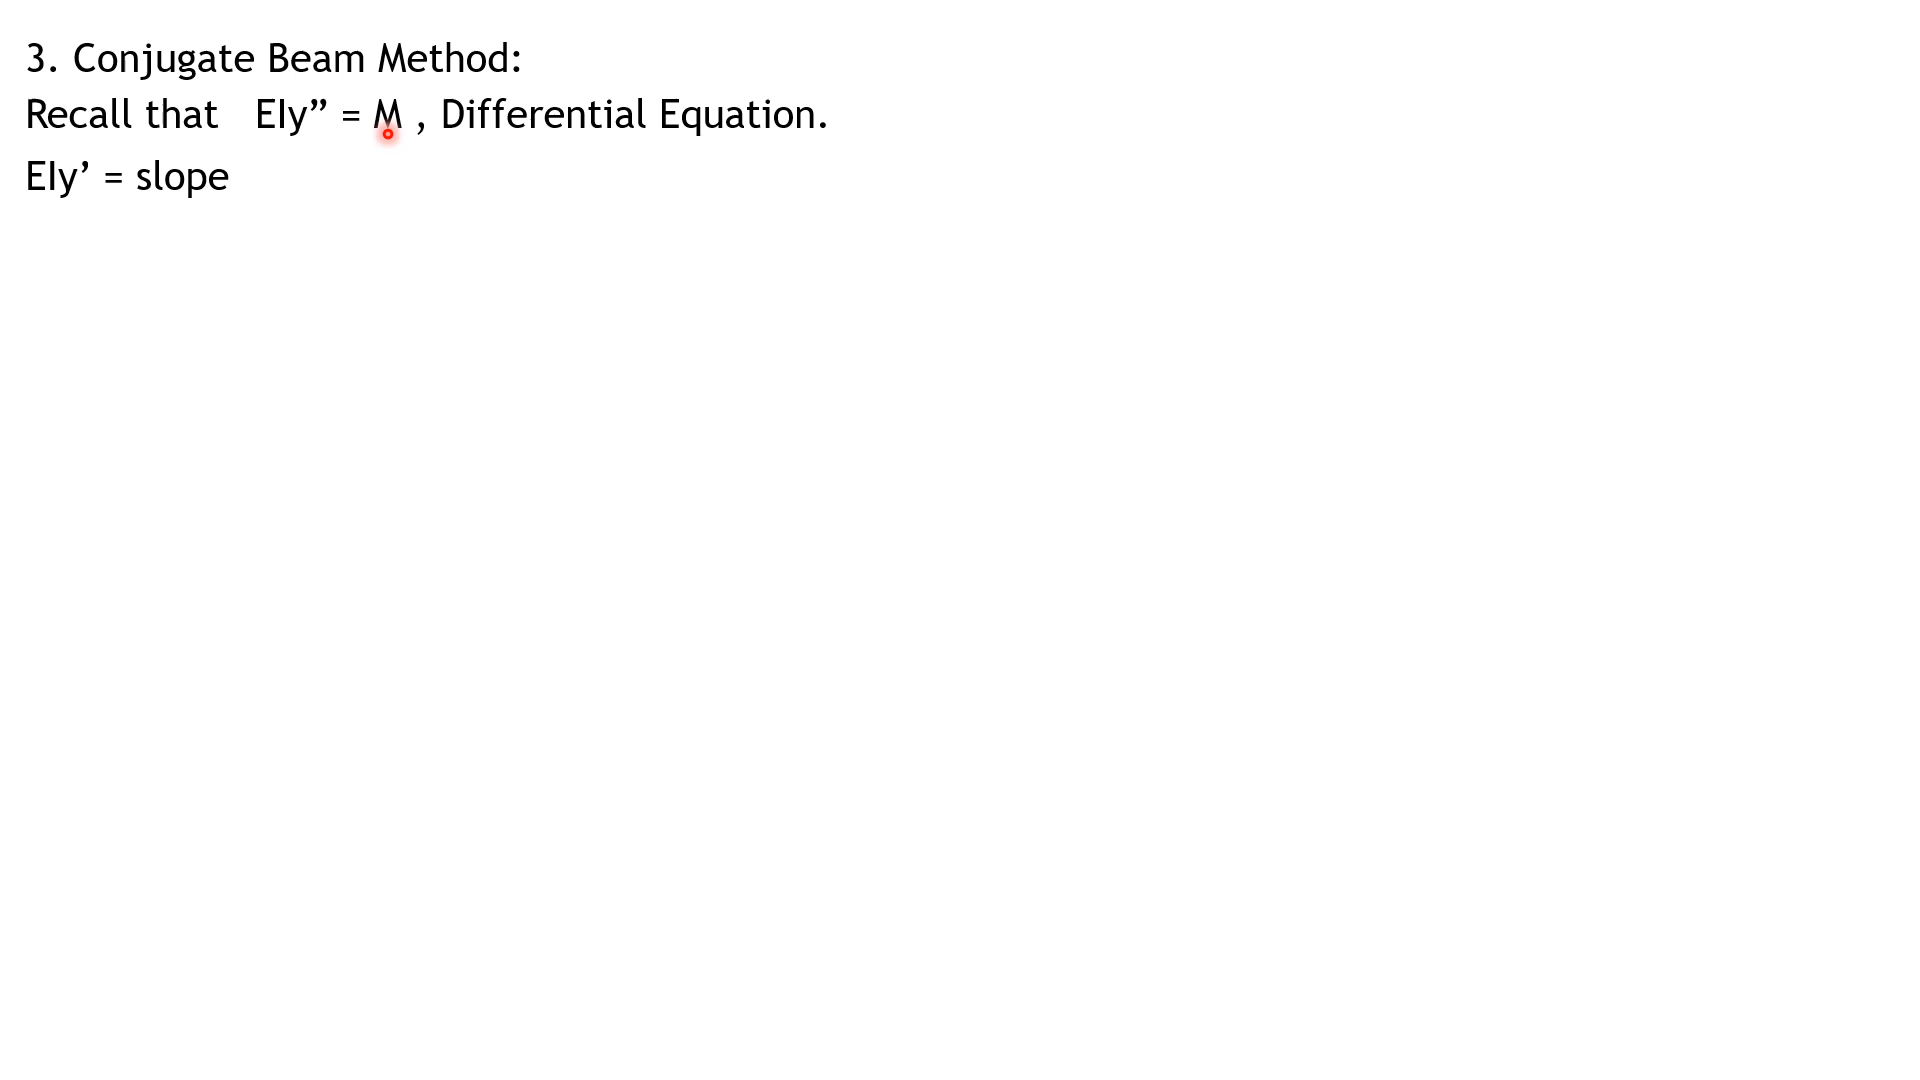 3. Conjugate Beam Method:
Recall that EIy” = M , Differential Equation.
EIy’ = slope